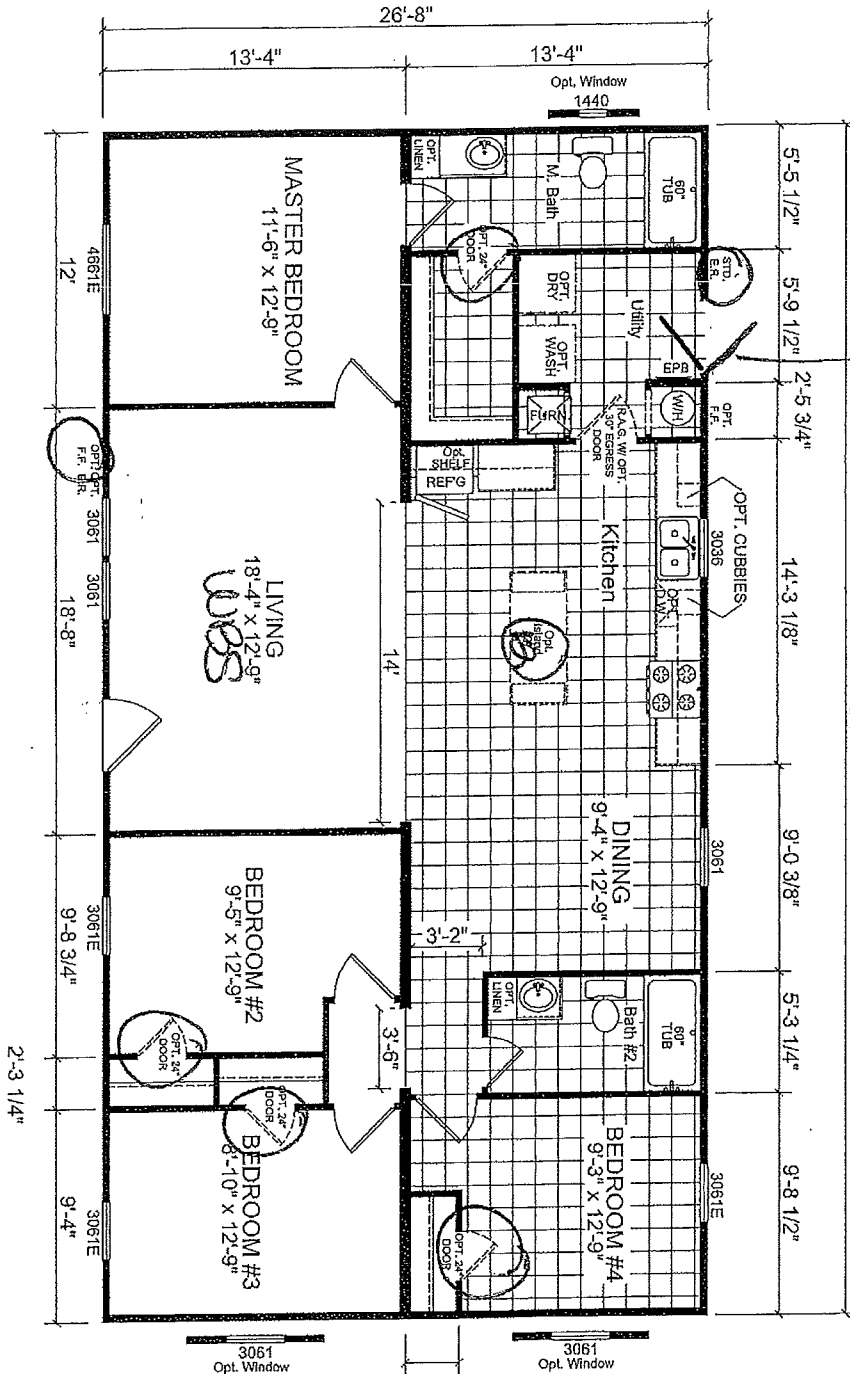 26'-8"
13'-4"
13'-4"
Opt. Window
1440
5'-5 1/2"
5'-9 1/2"
2'-5 3/4"
14'-3 1/8"
9'-0 3/8"
5'-3 1/4"
9'-8 1/2"
60"
TUB
M. Bath
OPT.
LINEN
OPT. 24"
DOOR
STD.
E.R.
Utility
OPT.
DRY
OPT.
WASH
EPB
FURN
W/H
OPT.
F.F.
R.A.G. W/ OPT.
30" EGRESS
DOOR
Opt.
SHELF
REF'G
Kitchen
OPT. CUBBIES
3036
OPT.
D.W.
Opt.
Island
14'
DINING
9'-4" x 12'-9"
3061
3'-2"
60"
TUB
Bath #2
OPT.
LINEN
3'-6"
BEDROOM #4
9'-3" x 12'-9"
3061E
OPT. 24"
DOOR
MASTER BEDROOM
11'-6" x 12'-9"
4661E
12'
LIVING
18'-4" x 12'-9"
OPT. OPT.
F.F. E.R.
3061
3061
18'-8"
BEDROOM #2
9'-5" x 12'-9"
3061E
9'-8 3/4"
OPT. 24"
DOOR
2'-3 1/4"
OPT. 24"
DOOR
BEDROOM #3
8'-10" x 12'-9"
3061E
9'-4"
3061
Opt. Window
3061
Opt. Window